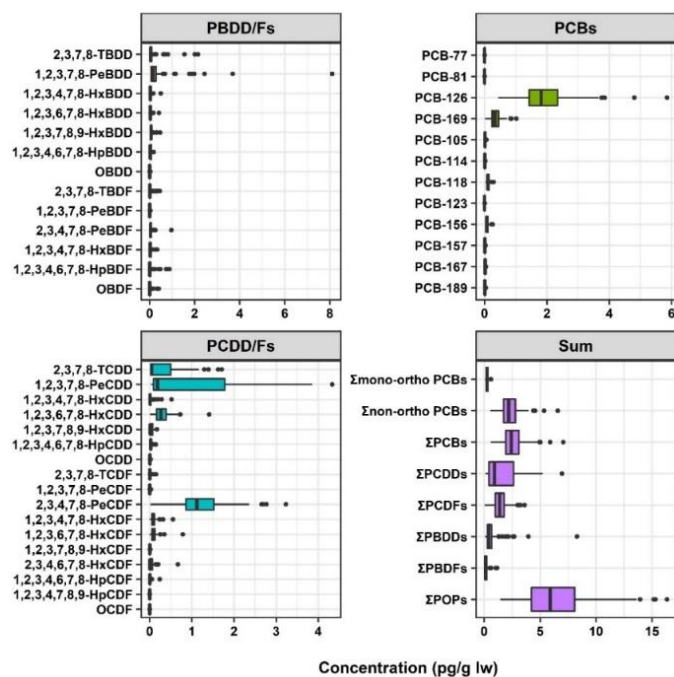 PBDD/Fs
2,3,7,8-TBDD
1,2,3,7,8-PeBDD
1,2,3,4,7,8-HxBDD
1,2,3,6,7,8-HxBDD
1,2,3,7,8,9-HxBDD
1,2,3,4,6,7,8-HpBDD
OBDD
2,3,7,8-TBDF
1,2,3,7,8-PeBDF
2,3,4,7,8-PeBDF
1,2,3,4,7,8-HxBDF
1,2,3,4,6,7,8-HpBDF
OBDF
0 2 4 6 8
PCBs
PCB-77
PCB-81
PCB-126
PCB-169
PCB-105
PCB-114
PCB-118
PCB-123
PCB-156
PCB-157
PCB-167
PCB-189
0 2 4 6
PCDD/Fs
2,3,7,8-TCDD
1,2,3,7,8-PeCDD
1,2,3,4,7,8-HxCDD
1,2,3,6,7,8-HxCDD
1,2,3,7,8,9-HxCDD
1,2,3,4,6,7,8-HpCDD
OCDD
2,3,7,8-TCDF
1,2,3,7,8-PeCDF
2,3,4,7,8-PeCDF
1,2,3,4,7,8-HxCDF
1,2,3,6,7,8-HxCDF
1,2,3,7,8,9-HxCDF
2,3,4,6,7,8-HxCDF
1,2,3,4,6,7,8-HpCDF
1,2,3,4,7,8,9-HpCDF
OCDF
0 1 2 3 4
Sum
Σmono-ortho PCBs
Σnon-ortho PCBs
ΣPCBs
ΣPCDDs
ΣPCDFs
ΣPBDDs
ΣPBDFs
ΣPOPs
0 5 10 15
Concentration (pg/g lw)